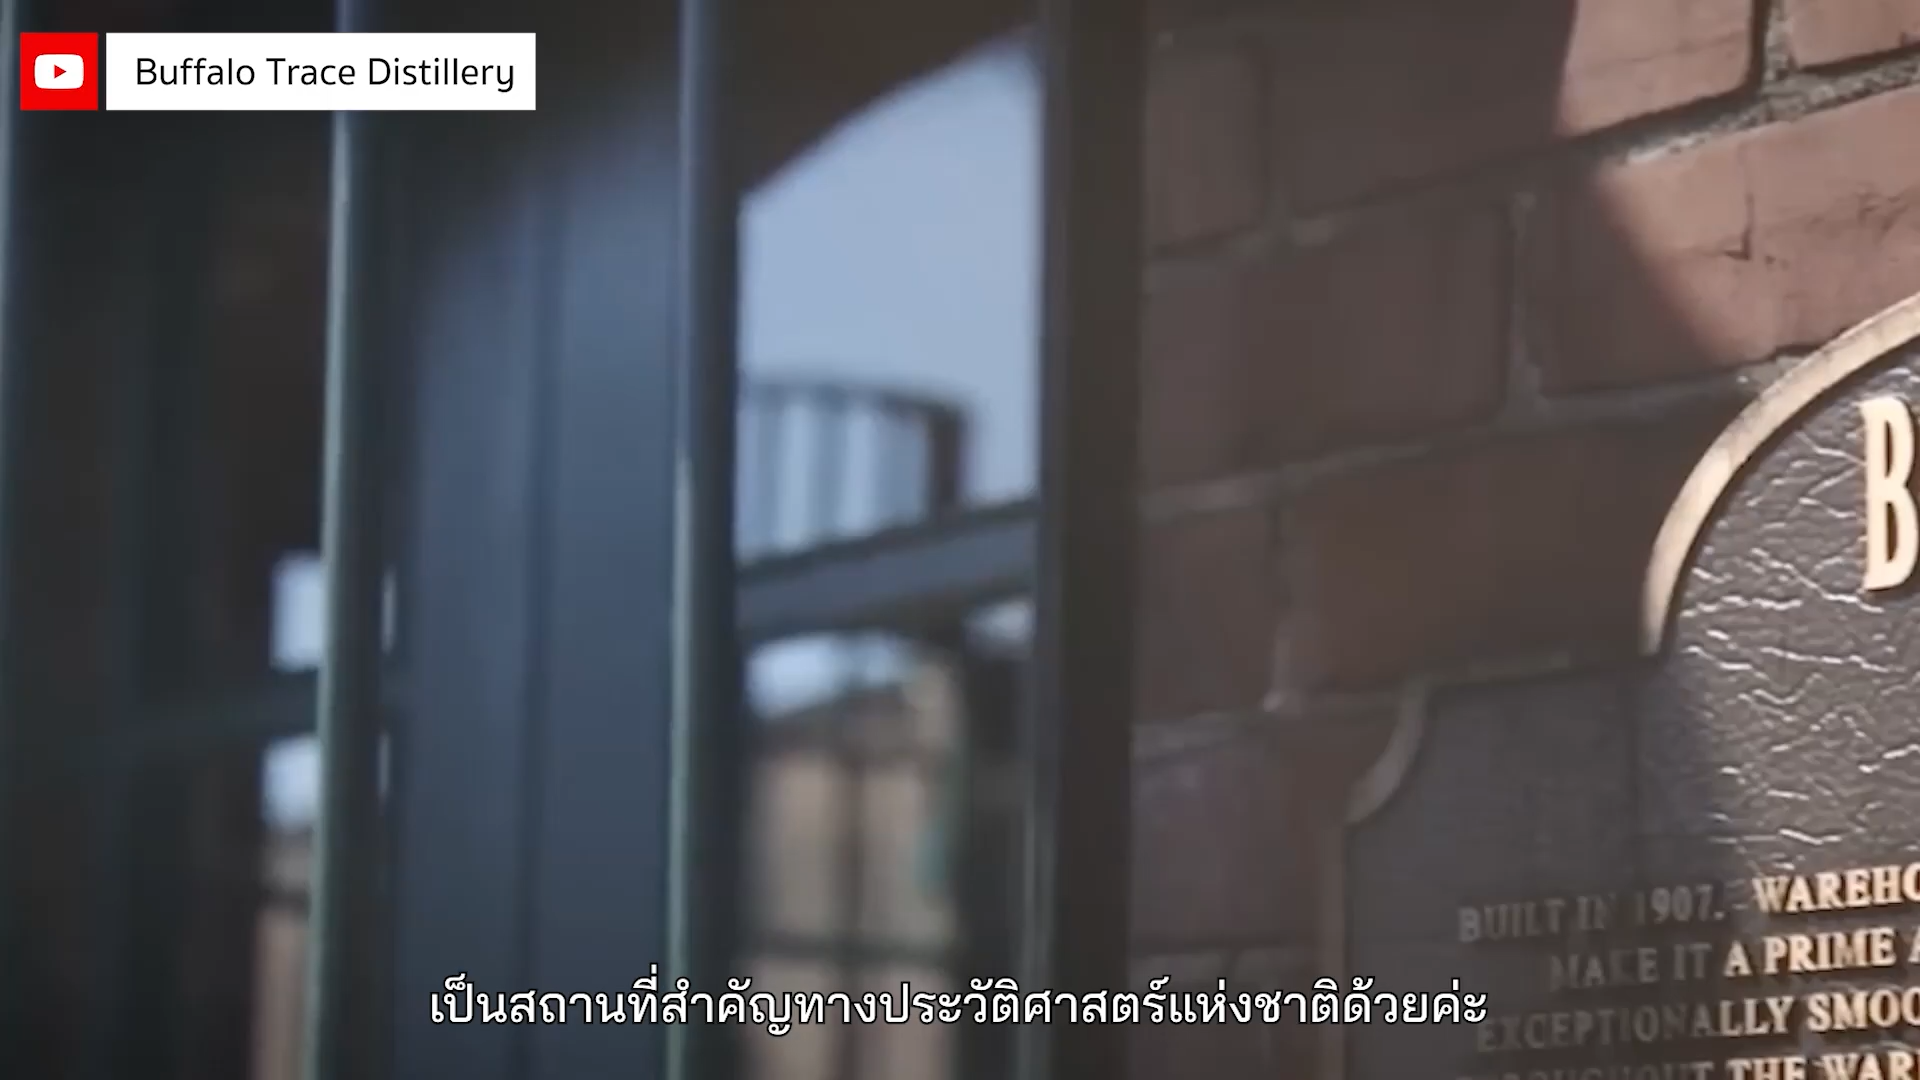 Buffalo Trace Distillery
BUILT IN 1907.
MAKE IT A PRIME
EXCEPTIONALLY
THROUGHOUT THE
เป็นสถานที่สำคัญทางประวัติศาสตร์แห่งชาติด้วยค่ะ